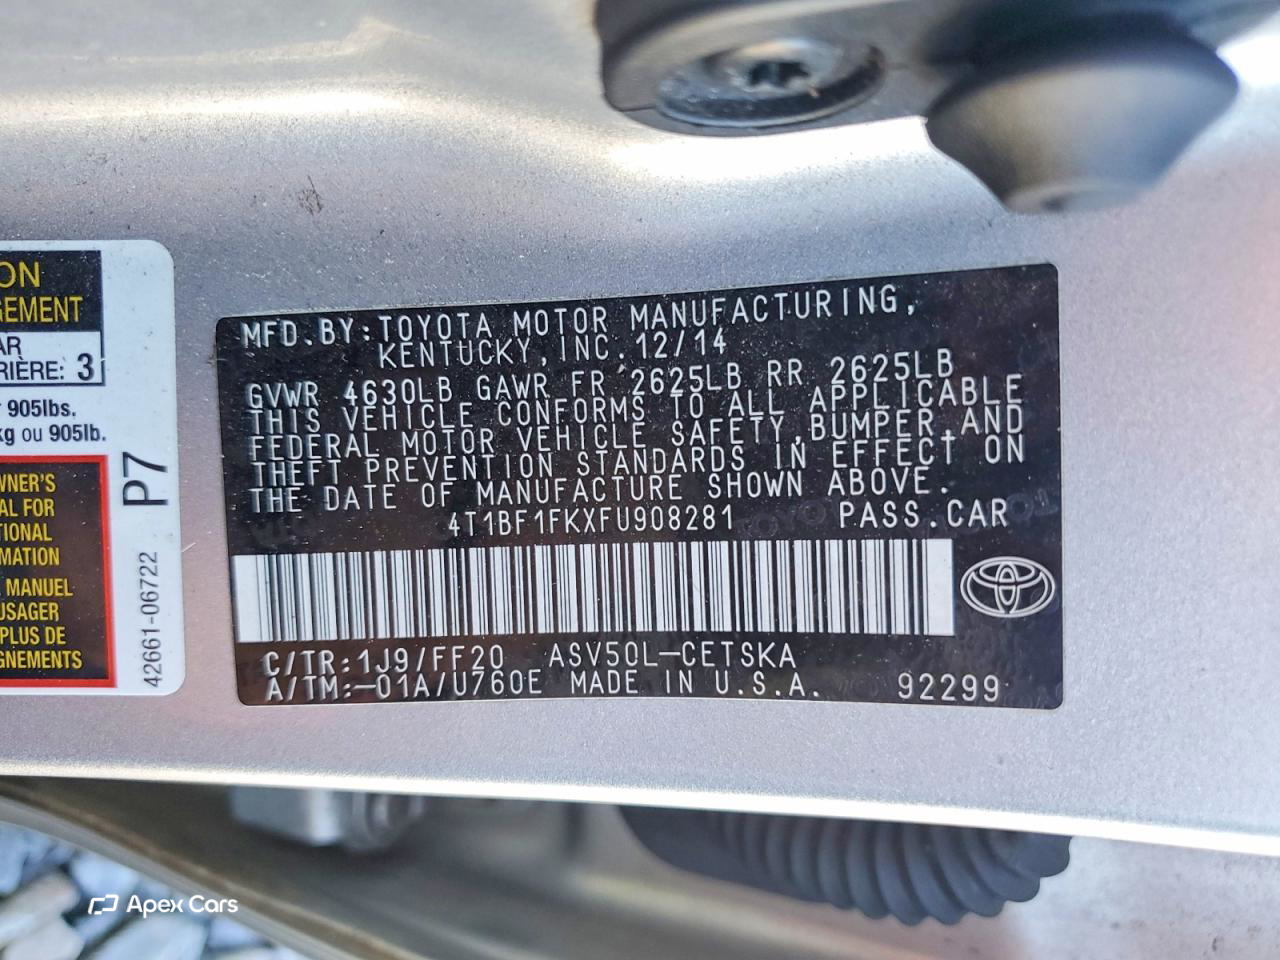 ON
GEMENT
AR
RIÈRE: 3
905lbs.
kg ou 905lb.
WNER'S
AL FOR
TIONAL
MATION
MANUEL
USAGER
PLUS DE
GNEMENTS
P7
42661-06722
MFD.BY:TOYOTA MOTOR MANUFACTURING,
KENTUCKY,INC.12/14
GVWR 4630LB GAWR FR 2625LB RR 2625LB
THIS VEHICLE CONFORMS TO ALL APPLICABLE
FEDERAL MOTOR VEHICLE SAFETY,BUMPER,AND
THEFT PREVENTION STANDARDS IN EFFECT ON
THE DATE OF MANUFACTURE SHOWN ABOVE.
4T1BF1FKXFU908281 PASS.CAR
C/TR:1J9/FF20 ASV50L-CETSKA
A/TM:-01A/U760E MADE IN U.S.A. 92299
Apex Cars